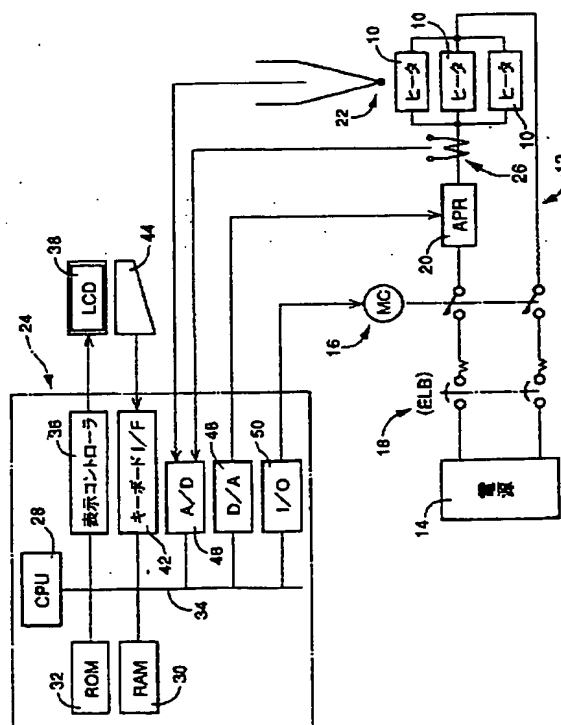 24
28
CPU
38
LCD
32
ROM
36
表示コントローラ
44
30
RAM
42
キーボードI/F
34
48
A/D
48
D/A
50
I/O
22
16
MC
20
APR
26
10
ヒータ
10
ヒータ
10
ヒータ
18
(ELB)
14
電源
12